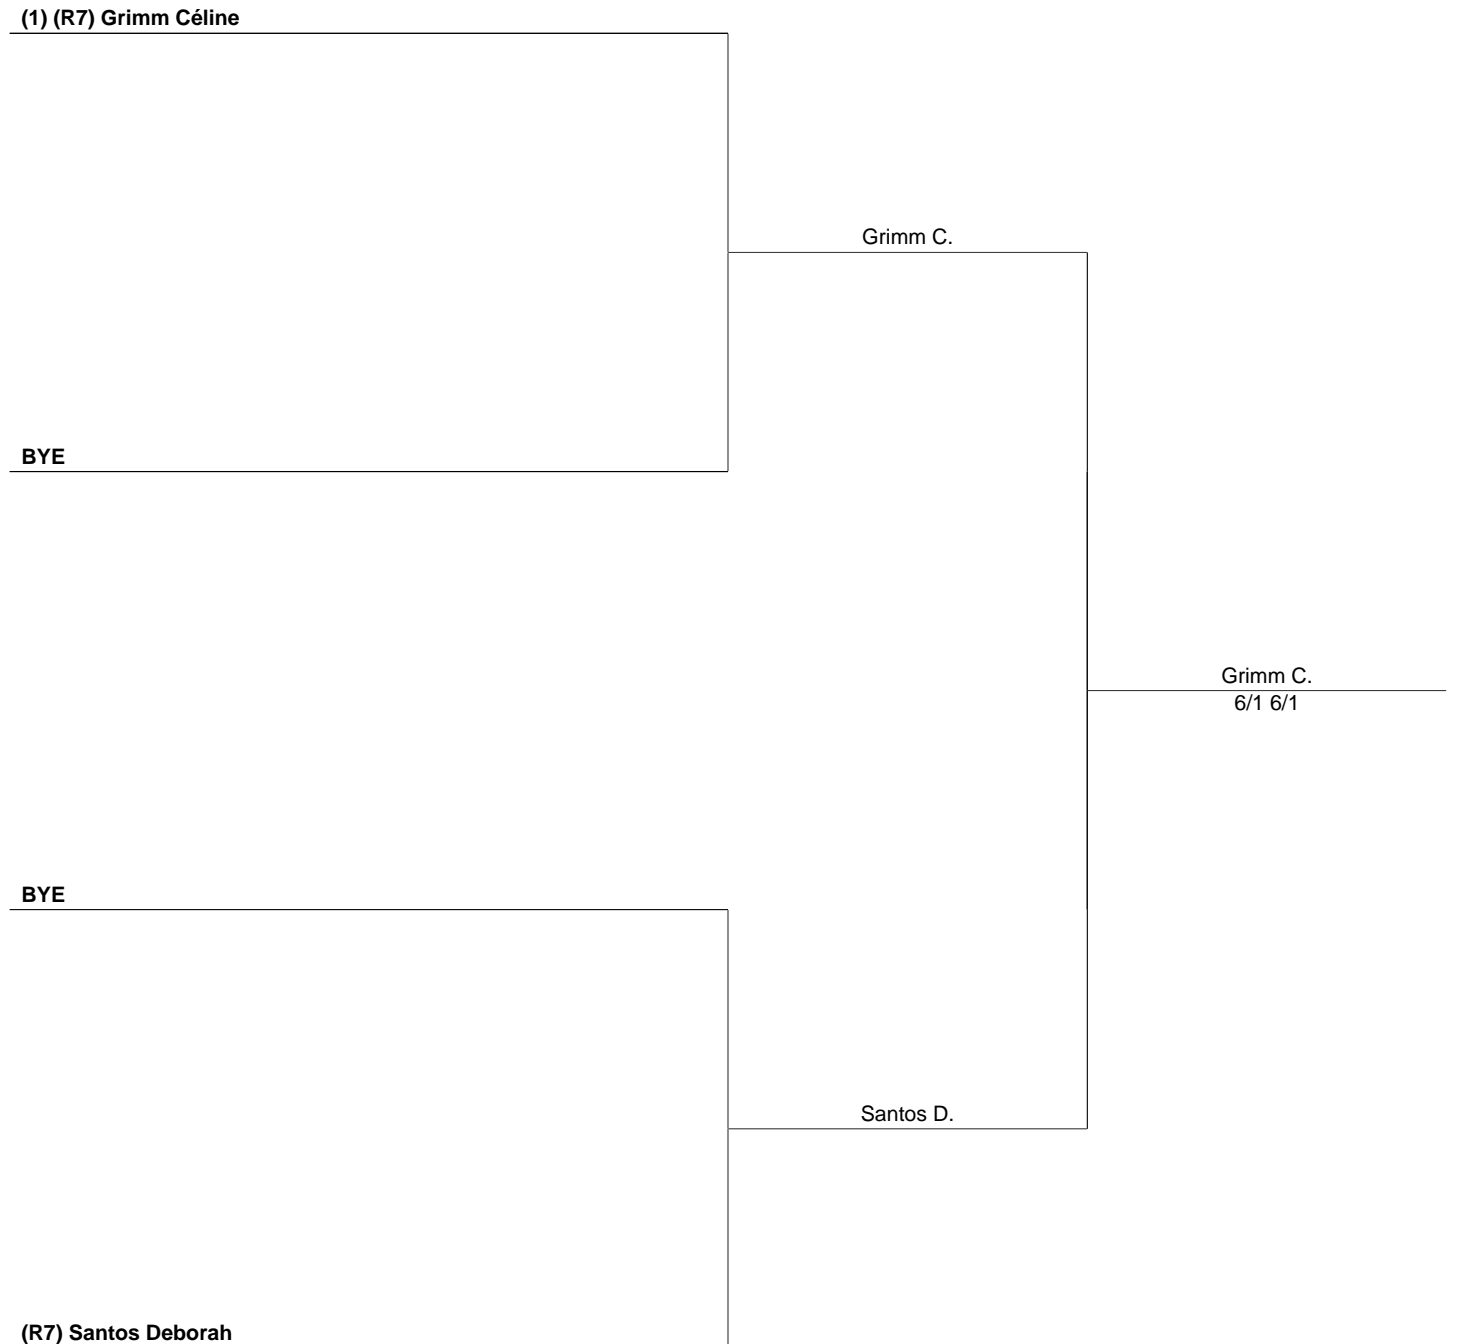 (1) (R7) Grimm Céline
Grimm C.
BYE
Grimm C.
6/1 6/1
BYE
Santos D.
(R7) Santos Deborah